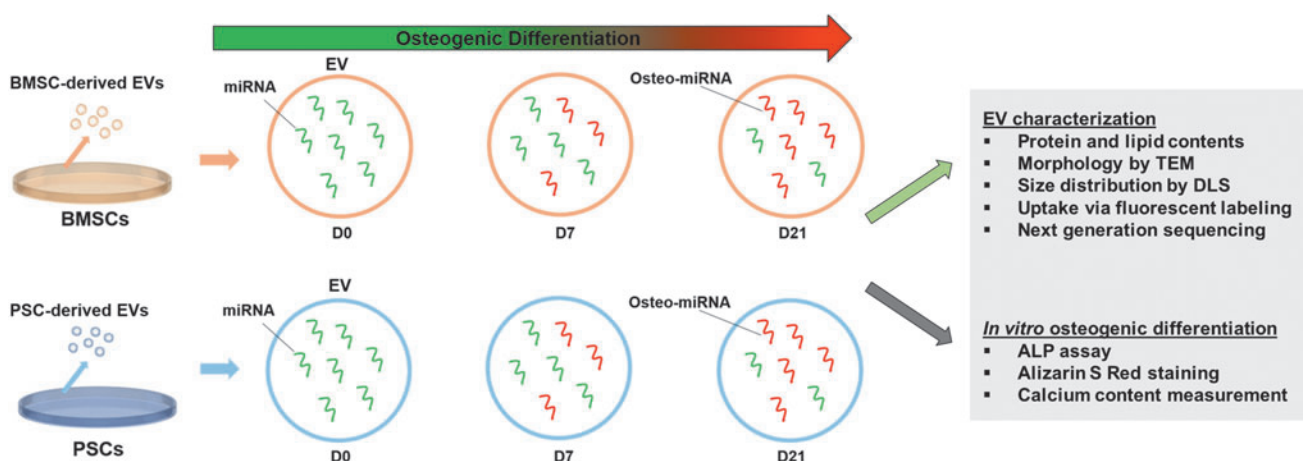 Osteogenic Differentiation
BMSC-derived EVs
BMSCs
EV
miRNA
D0
D7
Osteo-miRNA
D21
PSC-derived EVs
PSCs
EV
miRNA
D0
D7
Osteo-miRNA
D21
EV characterization
▪ Protein and lipid contents
▪ Morphology by TEM
▪ Size distribution by DLS
▪ Uptake via fluorescent labeling
▪ Next generation sequencing
In vitro osteogenic differentiation
▪ ALP assay
▪ Alizarin S Red staining
▪ Calcium content measurement